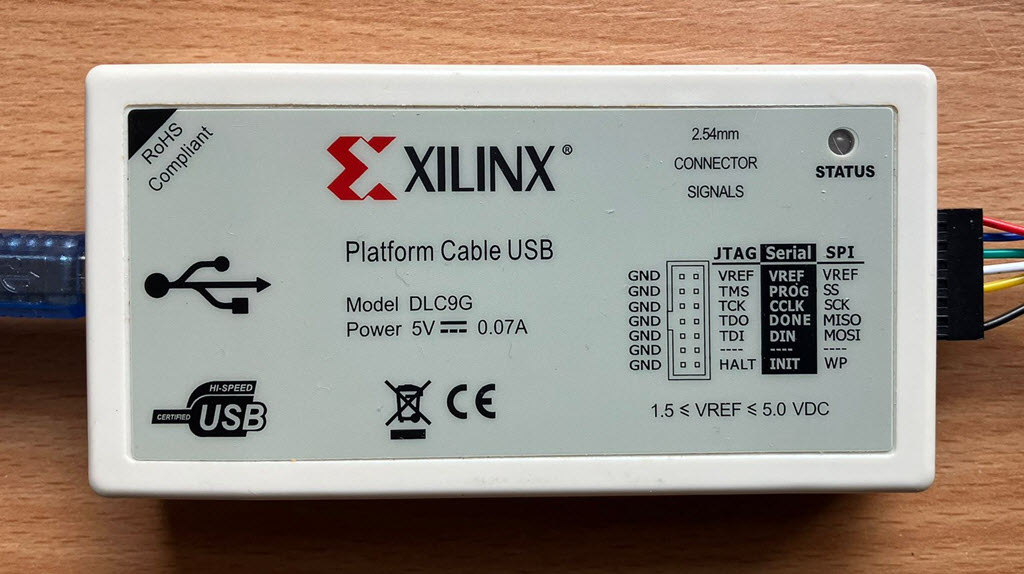 RoHS
Compliant
XILINX®
2.54mm
CONNECTOR
SIGNALS
STATUS
Platform Cable USB
Model DLC9G
Power 5V 0.07A
JTAG Serial SPI
GND VREF VREF VREF
GND TMS PROG SS
GND TCK CCLK SCK
GND TDO DONE MISO
GND TDI DIN MOSI
GND ---- ---- ----
GND HALT INIT WP
1.5 ≤ VREF ≤ 5.0 VDC
HI-SPEED
CERTIFIED USB
CE